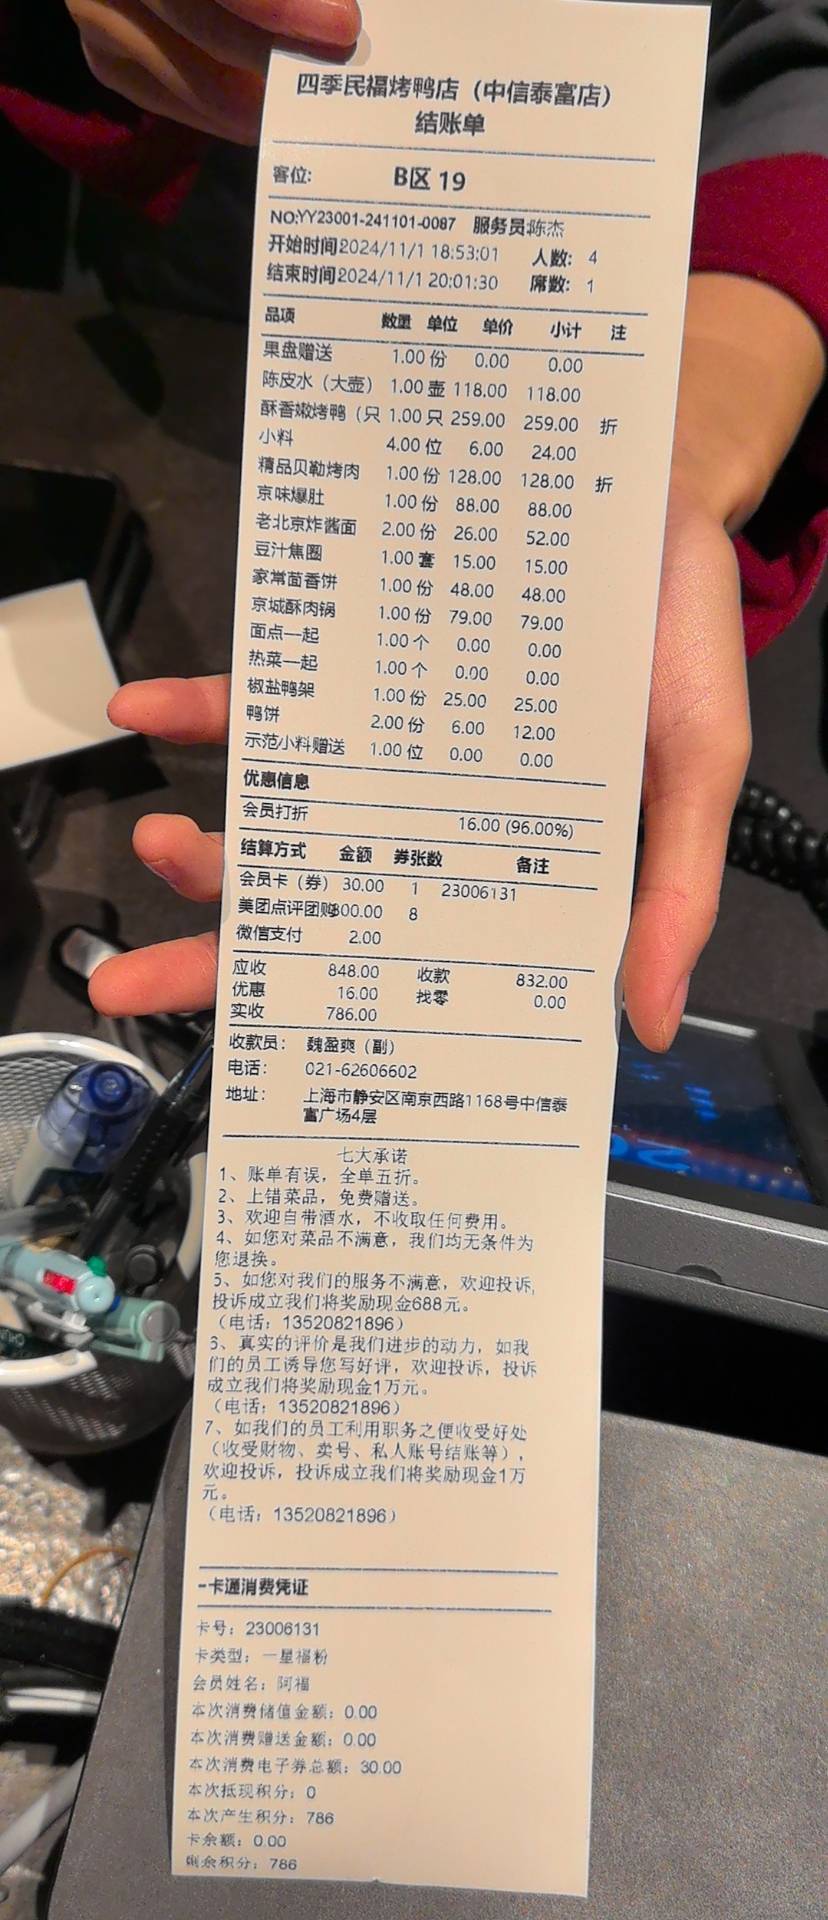 四季民福烤鸭店（中信泰富店）
结账单
客位: B区 19
NO:YY23001-241101-0087 服务员:陈杰
开始时间2024/11/1 18:53:01 人数: 4
结束时间2024/11/1 20:01:30 席数: 1
品项 数量 单位 单价 小计 注
果盘赠送 1.00 份 0.00 0.00
陈皮水（大壶） 1.00 壶 118.00 118.00
酥香嫩烤鸭（只 1.00 只 259.00 259.00 折
小料 4.00 位 6.00 24.00
精品贝勒烤肉 1.00 份 128.00 128.00 折
京味爆肚 1.00 份 88.00 88.00
老北京炸酱面 2.00 份 26.00 52.00
豆汁焦圈 1.00 套 15.00 15.00
家常茴香饼 1.00 份 48.00 48.00
京城酥肉锅 1.00 份 79.00 79.00
面点一起 1.00 个 0.00 0.00
热菜一起 1.00 个 0.00 0.00
椒盐鸭架 1.00 份 25.00 25.00
鸭饼 2.00 份 6.00 12.00
示范小料赠送 1.00 位 0.00 0.00
优惠信息
会员打折 16.00 (96.00%)
结算方式 金额 券张数 备注
会员卡（券） 30.00 1 23006131
美团点评团购800.00 8
微信支付 2.00
应收 848.00 收款 832.00
优惠 16.00 找零 0.00
实收 786.00
收款员: 魏盈爽（副）
电话: 021-62606602
地址: 上海市静安区南京西路1168号中信泰
富广场4层
七大承诺
1、账单有误，全单五折。
2、上错菜品，免费赠送。
3、欢迎自带酒水，不收取任何费用。
4、如您对菜品不满意，我们均无条件为
您退换。
5、如您对我们的服务不满意，欢迎投诉，
投诉成立我们将奖励现金688元。
（电话：13520821896）
6、真实的评价是我们进步的动力，如我
们的员工诱导您写好评，欢迎投诉，投诉
成立我们将奖励现金1万元。
（电话：13520821896）
7、如我们的员工利用职务之便收受好处
（收受财物、卖号、私人账号结账等），
欢迎投诉，投诉成立我们将奖励现金1万
元。
（电话：13520821896）
一卡通消费凭证
卡号：23006131
卡类型：一星福粉
会员姓名：阿福
本次消费储值金额：0.00
本次消费赠送金额：0.00
本次消费电子券总额：30.00
本次抵现积分：0
本次产生积分：786
卡余额：0.00
剩余积分：786